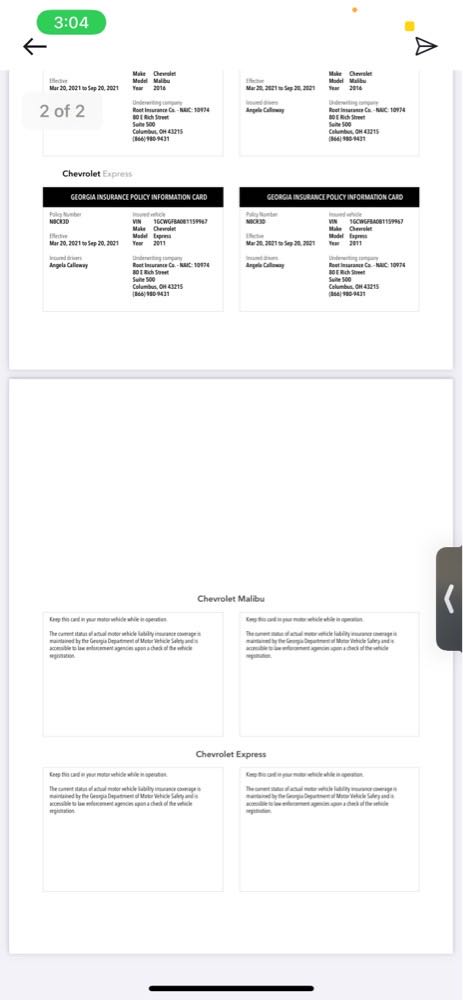 3:04
2 of 2
Make Chevrolet
Effective Model Malibu
Mar 20, 2021 to Sep 20, 2021 Year 2016
Underwriting company
Root Insurance Co. - NAIC: 10974
80 E Rich Street
Suite 500
Columbus, OH 43215
(866) 980-9431
Make Chevrolet
Effective Model Malibu
Mar 20, 2021 to Sep 20, 2021 Year 2016
Insured drivers Underwriting company
Angela Calloway Root Insurance Co. - NAIC: 10974
80 E Rich Street
Suite 500
Columbus, OH 43215
(866) 980-9431
Chevrolet Express
GEORGIA INSURANCE POLICY INFORMATION CARD
Policy Number Insured vehicle
N8CR3D VIN 1GCWGFBA0B1159967
Make Chevrolet
Effective Model Express
Mar 20, 2021 to Sep 20, 2021 Year 2011
Insured drivers Underwriting company
Angela Calloway Root Insurance Co. - NAIC: 10974
80 E Rich Street
Suite 500
Columbus, OH 43215
(866) 980-9431
GEORGIA INSURANCE POLICY INFORMATION CARD
Policy Number Insured vehicle
N8CR3D VIN 1GCWGFBA0B1159967
Make Chevrolet
Effective Model Express
Mar 20, 2021 to Sep 20, 2021 Year 2011
Insured drivers Underwriting company
Angela Calloway Root Insurance Co. - NAIC: 10974
80 E Rich Street
Suite 500
Columbus, OH 43215
(866) 980-9431
Chevrolet Malibu
Keep this card in your motor vehicle while in operation.
The current status of actual motor vehicle liability insurance coverage is
maintained by the Georgia Department of Motor Vehicle Safety and is
accessible to law enforcement agencies upon a check of the vehicle
registration.
Keep this card in your motor vehicle while in operation.
The current status of actual motor vehicle liability insurance coverage is
maintained by the Georgia Department of Motor Vehicle Safety and is
accessible to law enforcement agencies upon a check of the vehicle
registration.
Chevrolet Express
Keep this card in your motor vehicle while in operation.
The current status of actual motor vehicle liability insurance coverage is
maintained by the Georgia Department of Motor Vehicle Safety and is
accessible to law enforcement agencies upon a check of the vehicle
registration.
Keep this card in your motor vehicle while in operation.
The current status of actual motor vehicle liability insurance coverage is
maintained by the Georgia Department of Motor Vehicle Safety and is
accessible to law enforcement agencies upon a check of the vehicle
registration.